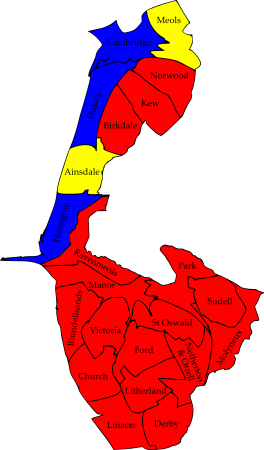 Meols
Cambridge
Norwood
Duke's
Kew
Birkdale
Ainsdale
Harington
Ravenmeols
Park
Manor
Sudell
Blundellsands
Victoria
St Oswald
Ford
Netherton
& Orrell
Molyneux
Church
Litherland
Linacre
Derby